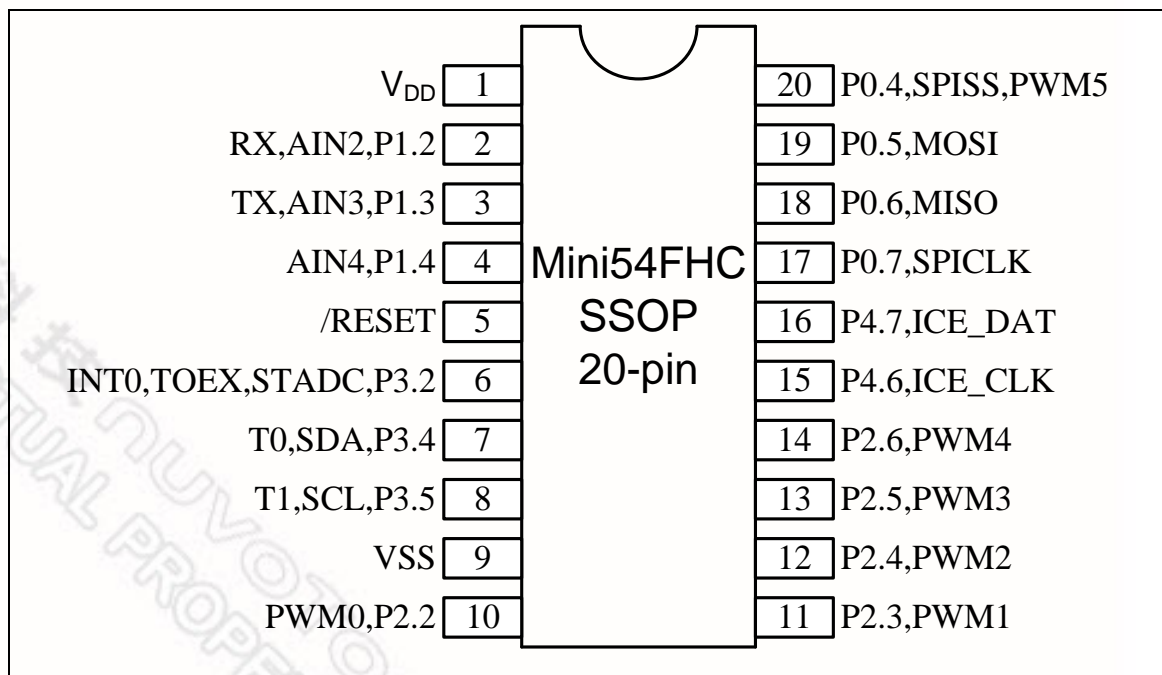 V_DD 1
RX,AIN2,P1.2 2
TX,AIN3,P1.3 3
AIN4,P1.4 4
/RESET 5
INT0,TOEX,STADC,P3.2 6
T0,SDA,P3.4 7
T1,SCL,P3.5 8
VSS 9
PWM0,P2.2 10
Mini54FHC
SSOP
20-pin
20 P0.4,SPISS,PWM5
19 P0.5,MOSI
18 P0.6,MISO
17 P0.7,SPICLK
16 P4.7,ICE_DAT
15 P4.6,ICE_CLK
14 P2.6,PWM4
13 P2.5,PWM3
12 P2.4,PWM2
11 P2.3,PWM1
技 nuvoTo